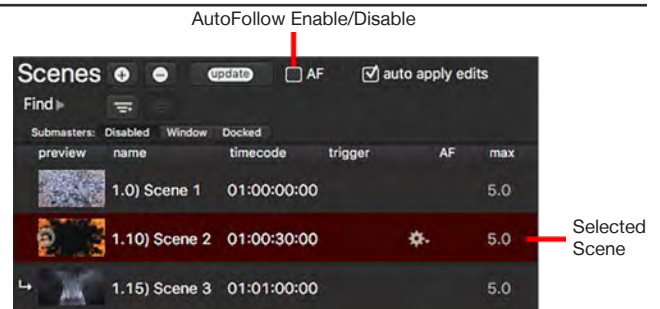 AutoFollow Enable/Disable
Scenes update AF auto apply edits
Find
Submasters: Disabled Window Docked
preview name timecode trigger AF max
1.0) Scene 1 01:00:00:00 5.0
1.10) Scene 2 01:00:30:00 5.0
Selected
Scene
1.15) Scene 3 01:01:00:00 5.0